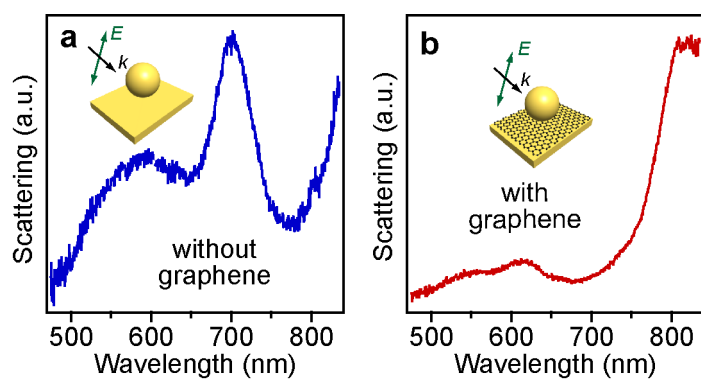 a
E
k
Scattering (a.u.)
without
graphene
500
600
700
800
Wavelength (nm)
b
E
k
Scattering (a.u.)
with
graphene
500
600
700
800
Wavelength (nm)